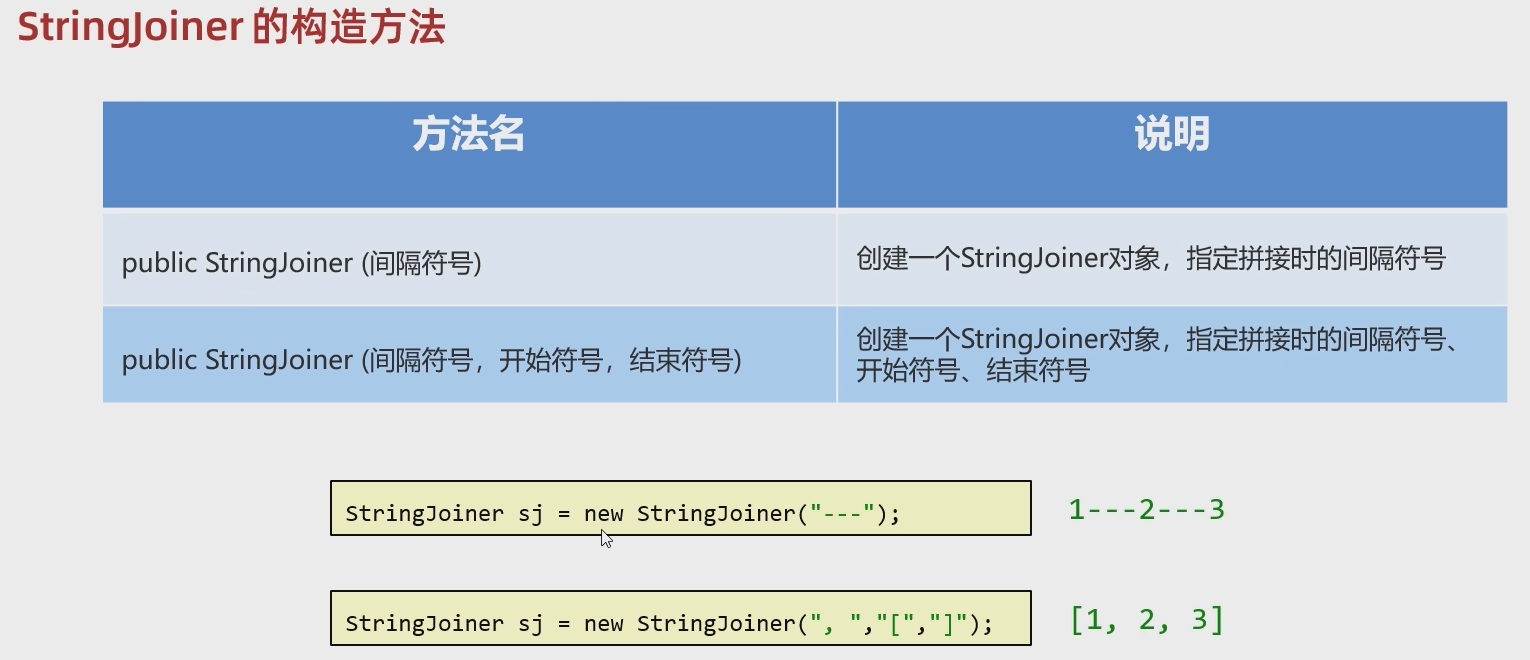 StringJoiner 的构造方法
方法名
说明
public StringJoiner (间隔符号)
创建一个StringJoiner对象，指定拼接时的间隔符号
public StringJoiner (间隔符号，开始符号，结束符号)
创建一个StringJoiner对象，指定拼接时的间隔符号、
开始符号、结束符号
StringJoiner sj = new StringJoiner("---");
1---2---3
StringJoiner sj = new StringJoiner(", ","[","]");
[1, 2, 3]